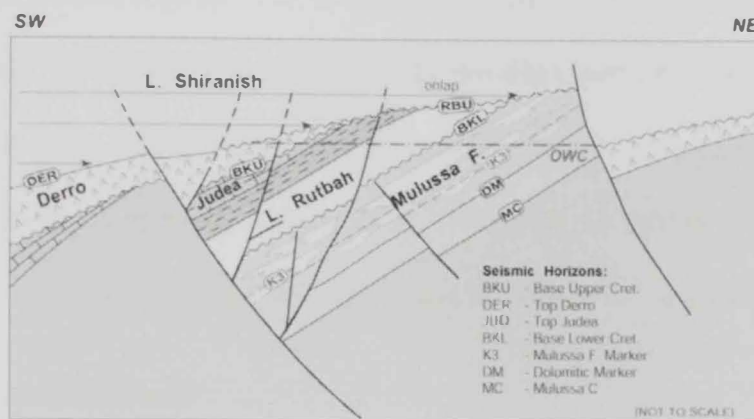 SW
NE
L. Shiranish
onlap
RBU
BKL
DER
Derro
BKU
Judea
K3
OWC
L. Rutbah
Mulussa F.
DM
MC
K3
Seismic Horizons:
BKU - Base Upper Cret.
DER - Top Derro
JUD - Top Judea
BKL - Base Lower Cret.
K3 - Mulussa F Marker
DM - Dolomitic Marker
MC - Mulussa C
(NOT TO SCALE)